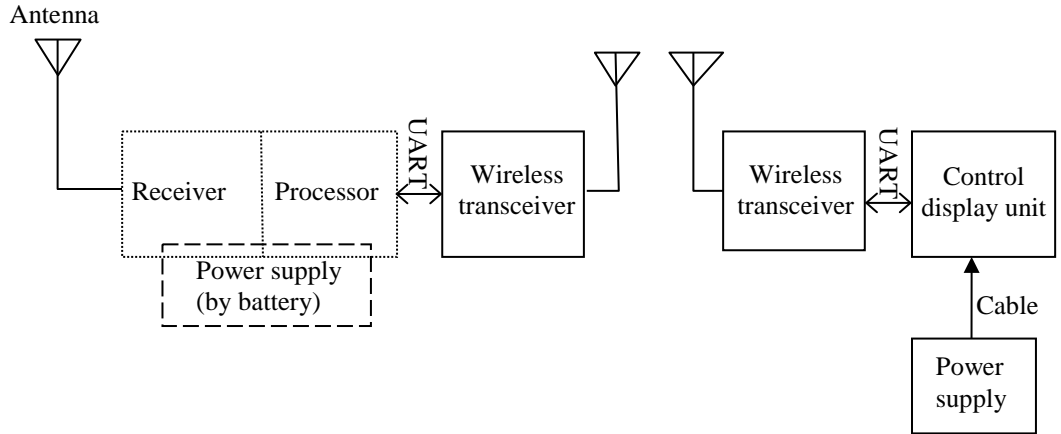 Antenna
Receiver
Processor
UART
Wireless
transceiver
Power supply
(by battery)
Wireless
transceiver
UART
Control
display unit
Cable
Power
supply